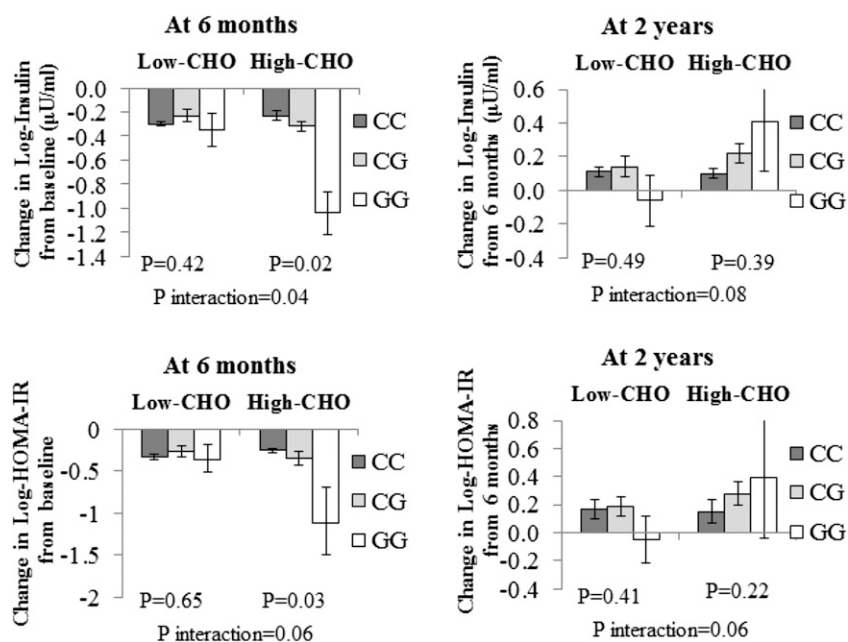 At 6 months
Low-CHO High-CHO
Change in Log-Insulin
from baseline (µU/ml)
0.0
-0.2
-0.4
-0.6
-0.8
-1.0
-1.2
-1.4
CC
CG
GG
P=0.42 P=0.02
P interaction=0.04
At 2 years
Low-CHO High-CHO
Change in Log-Insulin
from 6 months (µU/ml)
0.6
0.4
0.2
0.0
-0.2
-0.4
CC
CG
GG
P=0.49 P=0.39
P interaction=0.08
At 6 months
Low-CHO High-CHO
Change in Log-HOMA-IR
from baseline
0
-0.5
-1
-1.5
-2
CC
CG
GG
P=0.65 P=0.03
P interaction=0.06
At 2 years
Low-CHO High-CHO
Change in Log-HOMA-IR
from 6 months
0.8
0.6
0.4
0.2
0.0
-0.2
-0.4
CC
CG
GG
P=0.41 P=0.22
P interaction=0.06